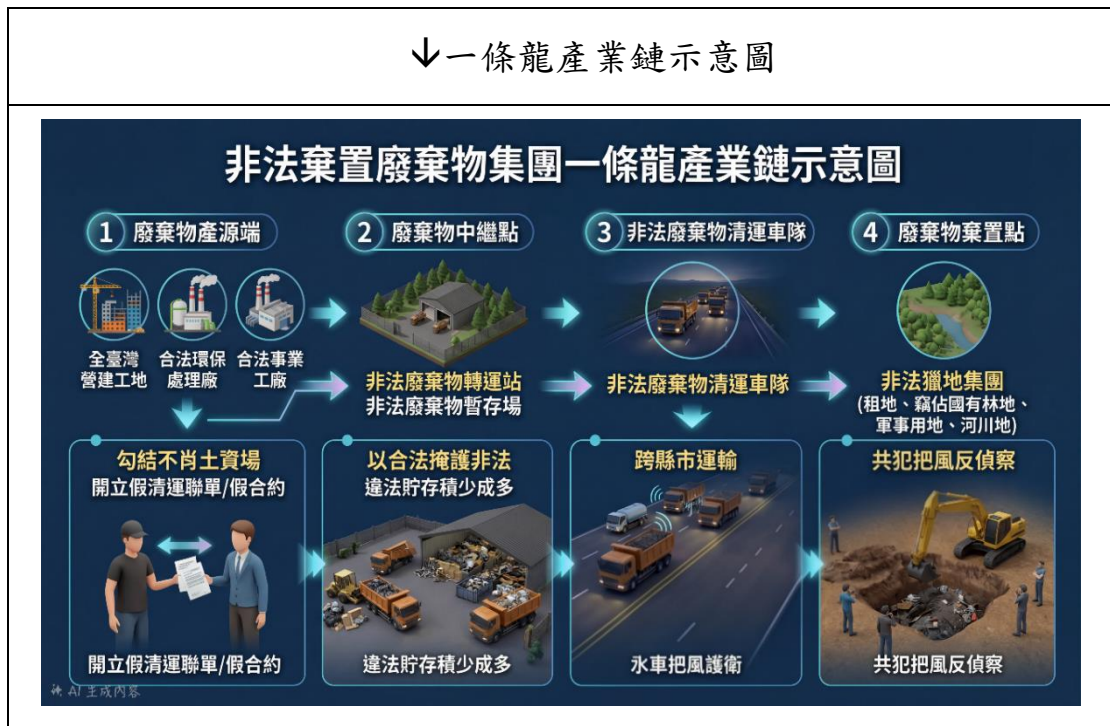 ↓一條龍產業鏈示意圖
非法棄置廢棄物集團一條龍產業鏈示意圖
1 廢棄物產源端
2 廢棄物中繼點
3 非法廢棄物清運車隊
4 廢棄物棄置點
全臺灣
營建工地
合法環保
處理廠
合法事業
工廠
非法廢棄物轉運站
非法廢棄物暫存場
非法廢棄物清運車隊
非法獵地集團
(租地、竊佔國有林地、
軍事用地、河川地)
勾結不肖土資場
開立假清運聯單/假合約
開立假清運聯單/假合約
以合法掩護非法
違法貯存積少成多
違法貯存積少成多
跨縣市運輸
水車把風護衛
共犯把風反偵察
共犯把風反偵察
AI 生成內容